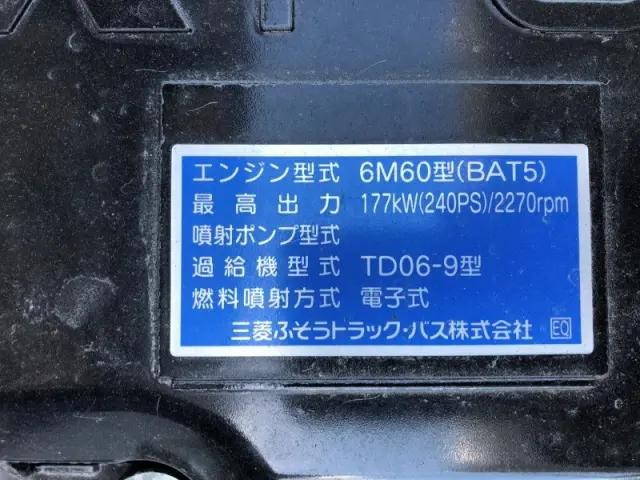 エンジン型式 6M60型(BAT5)
最高出力 177kW(240PS)/2270rpm
噴射ポンプ型式
過給機型式 TD06-9型
燃料噴射方式 電子式
三菱ふそうトラック・バス株式会社 EQ